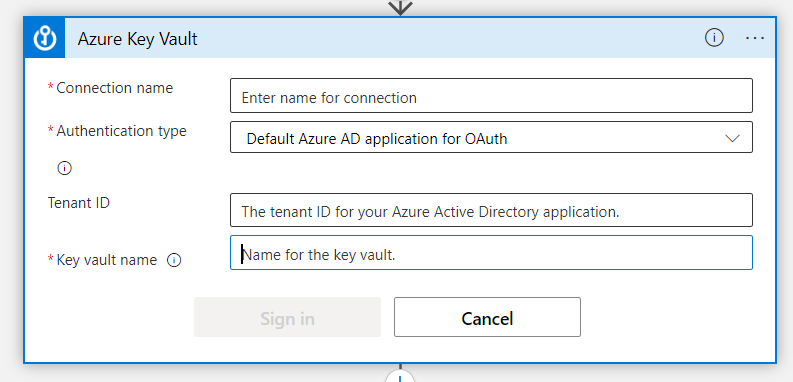 Azure Key Vault
* Connection name
Enter name for connection
* Authentication type
Default Azure AD application for OAuth
Tenant ID
The tenant ID for your Azure Active Directory application.
* Key vault name
Name for the key vault.
Sign in
Cancel